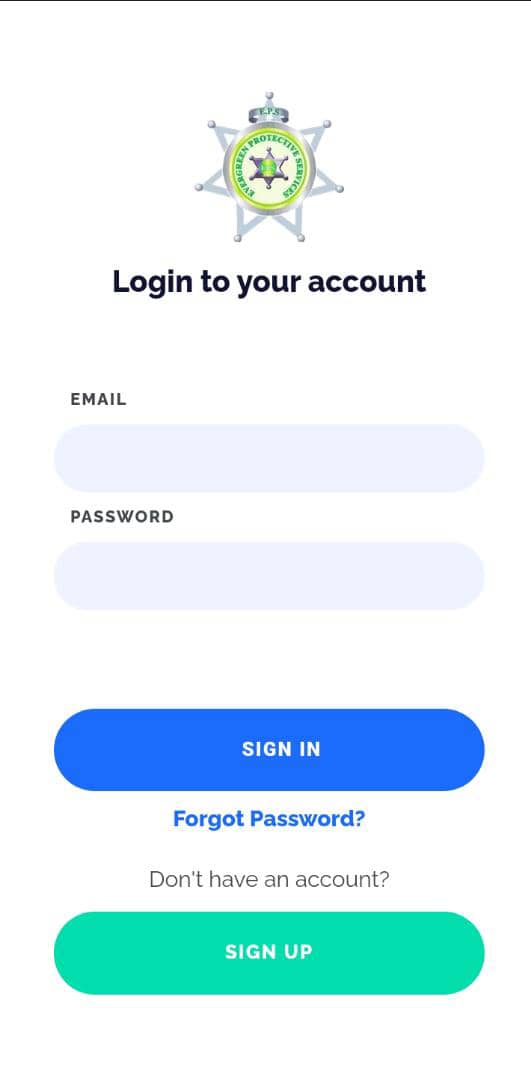 E.P.S
EVERGREEN PROTECTIVE SERVICES
Login to your account
EMAIL
PASSWORD
SIGN IN
Forgot Password?
Don't have an account?
SIGN UP